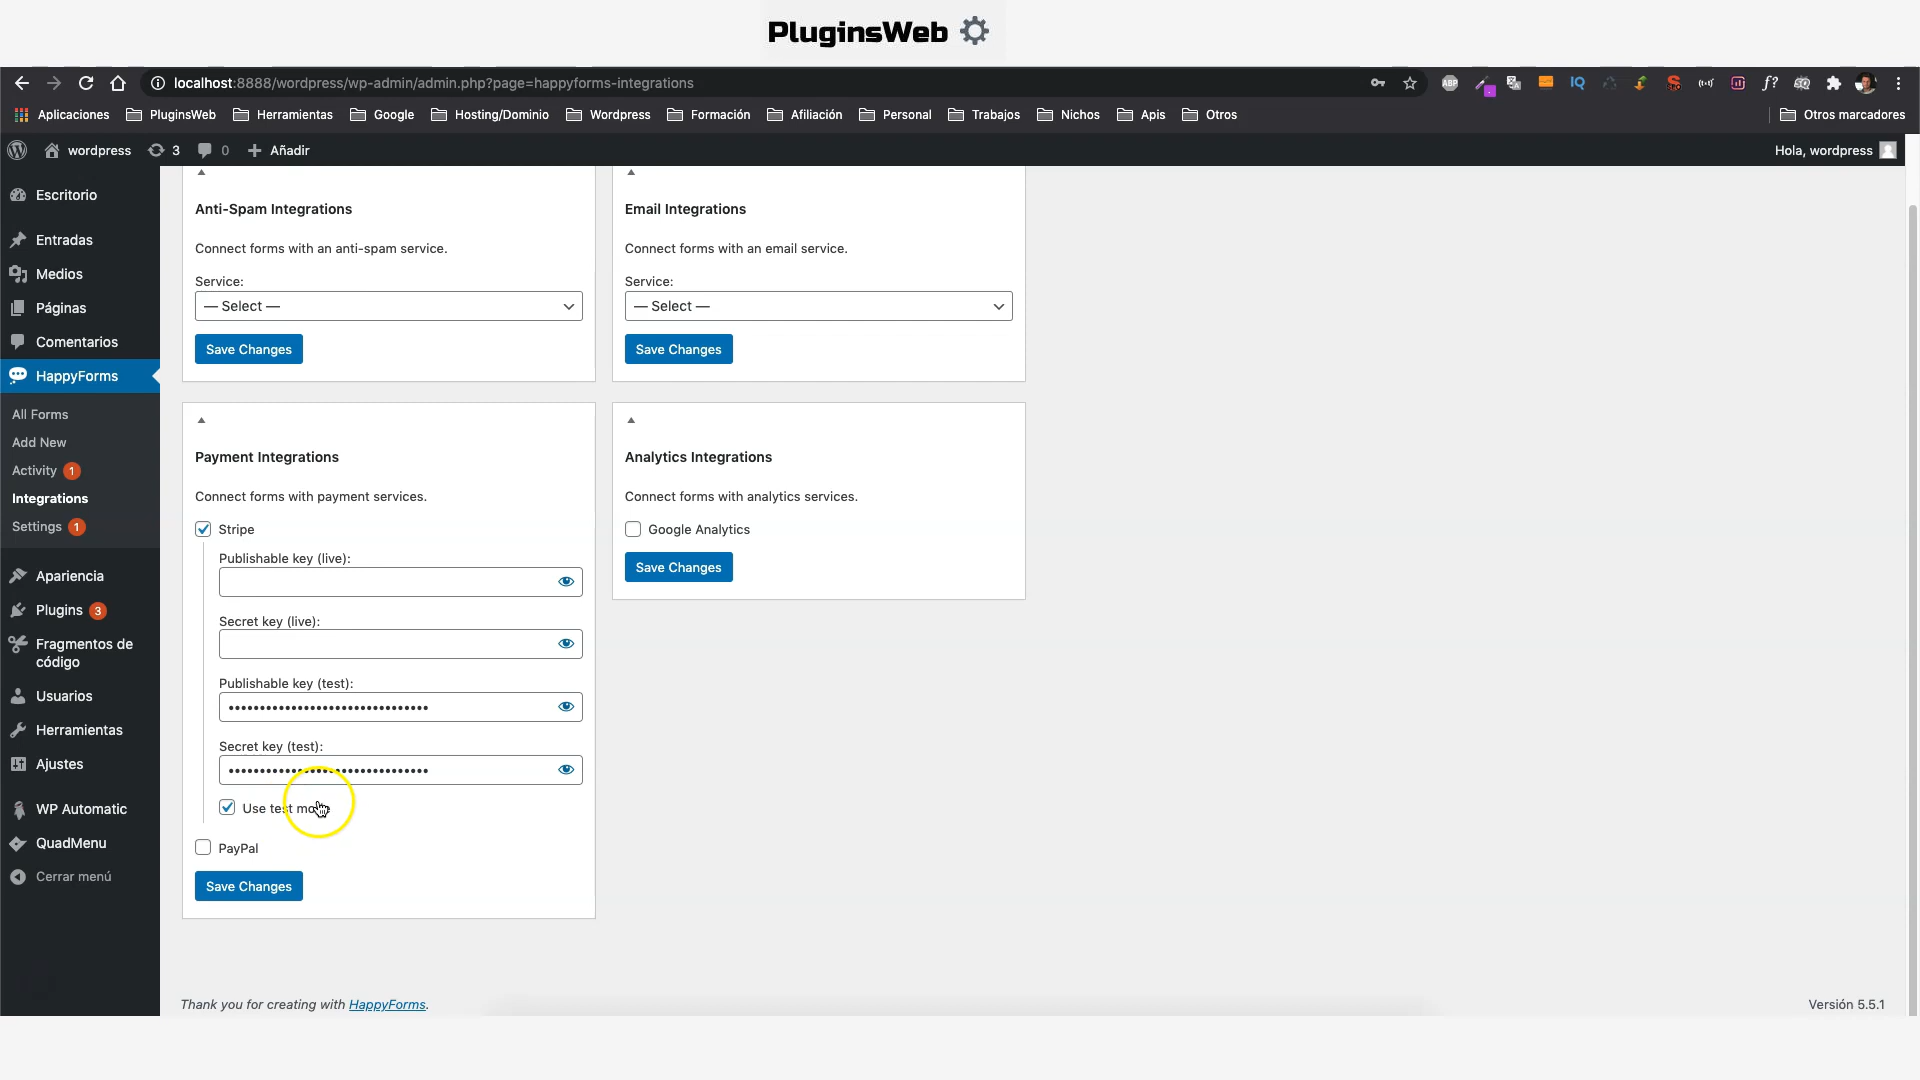 PluginsWeb
localhost:8888/wordpress/wp-admin/admin.php?page=happyforms-integrations
ABP
IQ
f?
Aplicaciones PluginsWeb Herramientas Google Hosting/Dominio Wordpress Formación Afiliación Personal Trabajos Nichos Apis Otros Otros marcadores
wordpress 3 0 + Añadir Hola, wordpress
Escritorio
Entradas
Medios
Páginas
Comentarios
HappyForms
All Forms
Add New
Activity 1
Integrations
Settings 1
Apariencia
Plugins 3
Fragmentos de
código
Usuarios
Herramientas
Ajustes
WP Automatic
QuadMenu
Cerrar menú
Anti-Spam Integrations
Connect forms with an anti-spam service.
Service:
— Select —
Save Changes
Email Integrations
Connect forms with an email service.
Service:
— Select —
Save Changes
Payment Integrations
Connect forms with payment services.
Stripe
Publishable key (live):
Secret key (live):
Publishable key (test):
••••••••••••••••••••••••••••••••
Secret key (test):
••••••••••••••••••••••••••••••••
Use test
PayPal
Save Changes
Analytics Integrations
Connect forms with analytics services.
Google Analytics
Save Changes
Thank you for creating with HappyForms.
Versión 5.5.1